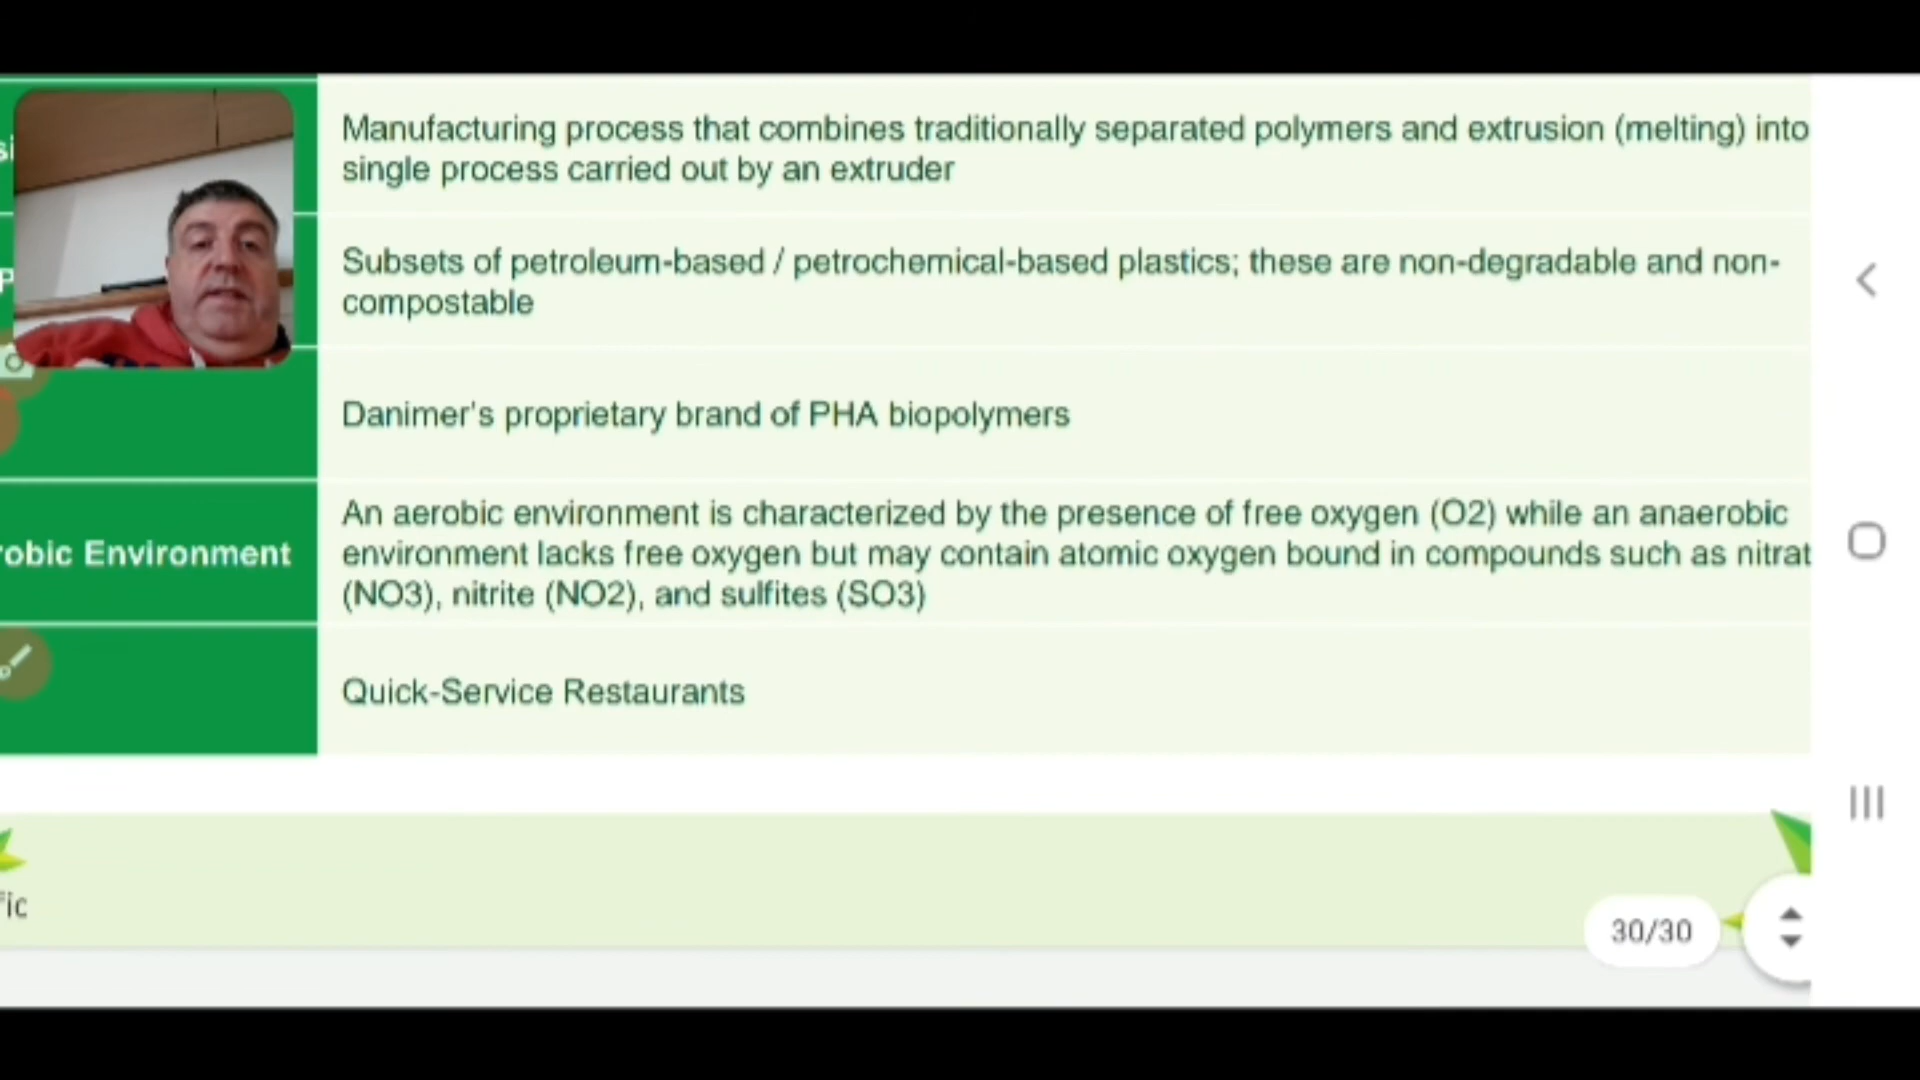 Manufacturing process that combines traditionally separated polymers and extrusion (melting) into
single process carried out by an extruder
Subsets of petroleum-based / petrochemical-based plastics; these are non-degradable and non-
compostable
Danimer's proprietary brand of PHA biopolymers
robic Environment
An aerobic environment is characterized by the presence of free oxygen (O2) while an anaerobic
environment lacks free oxygen but may contain atomic oxygen bound in compounds such as nitrat
(NO3), nitrite (NO2), and sulfites (SO3)
Quick-Service Restaurants
fic
30/30